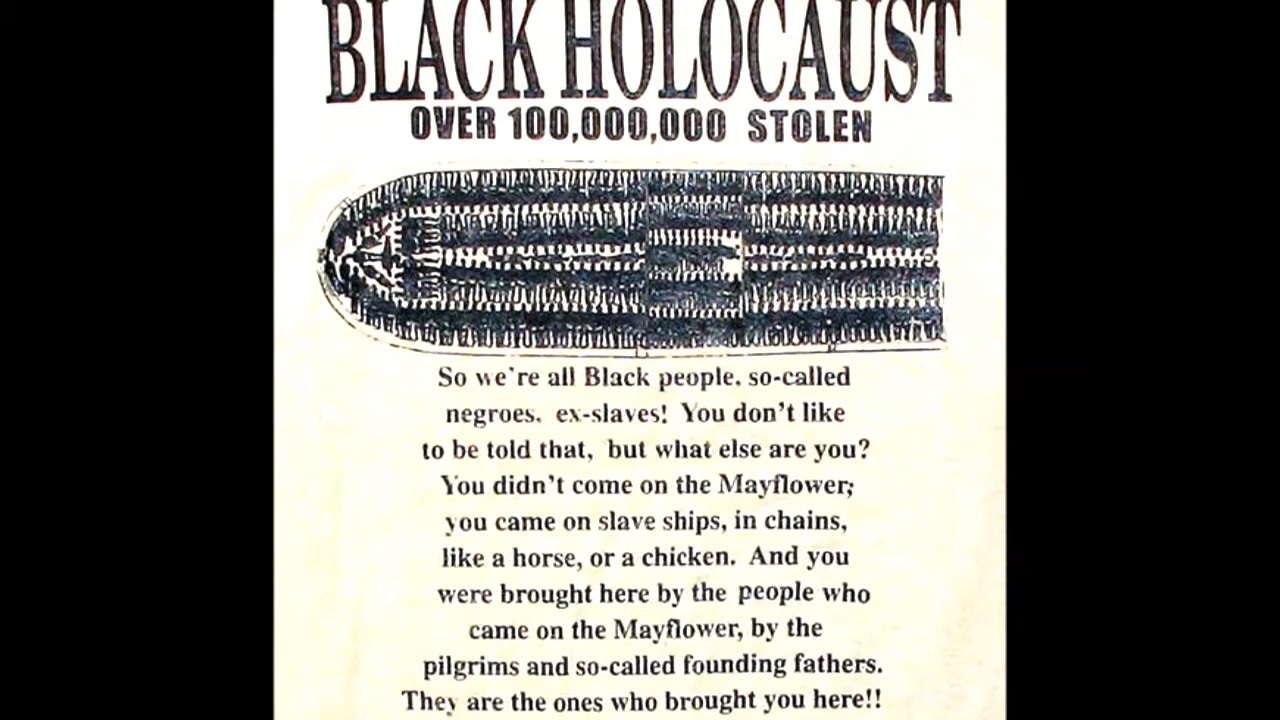 BLACK HOLOCAUST
OVER 100,000,000 STOLEN
So we're all Black people, so-called
negroes, ex-slaves! You don't like
to be told that, but what else are you?
You didn't come on the Mayflower;
you came on slave ships, in chains,
like a horse, or a chicken. And you
were brought here by the people who
came on the Mayflower, by the
pilgrims and so-called founding fathers.
They are the ones who brought you here!!